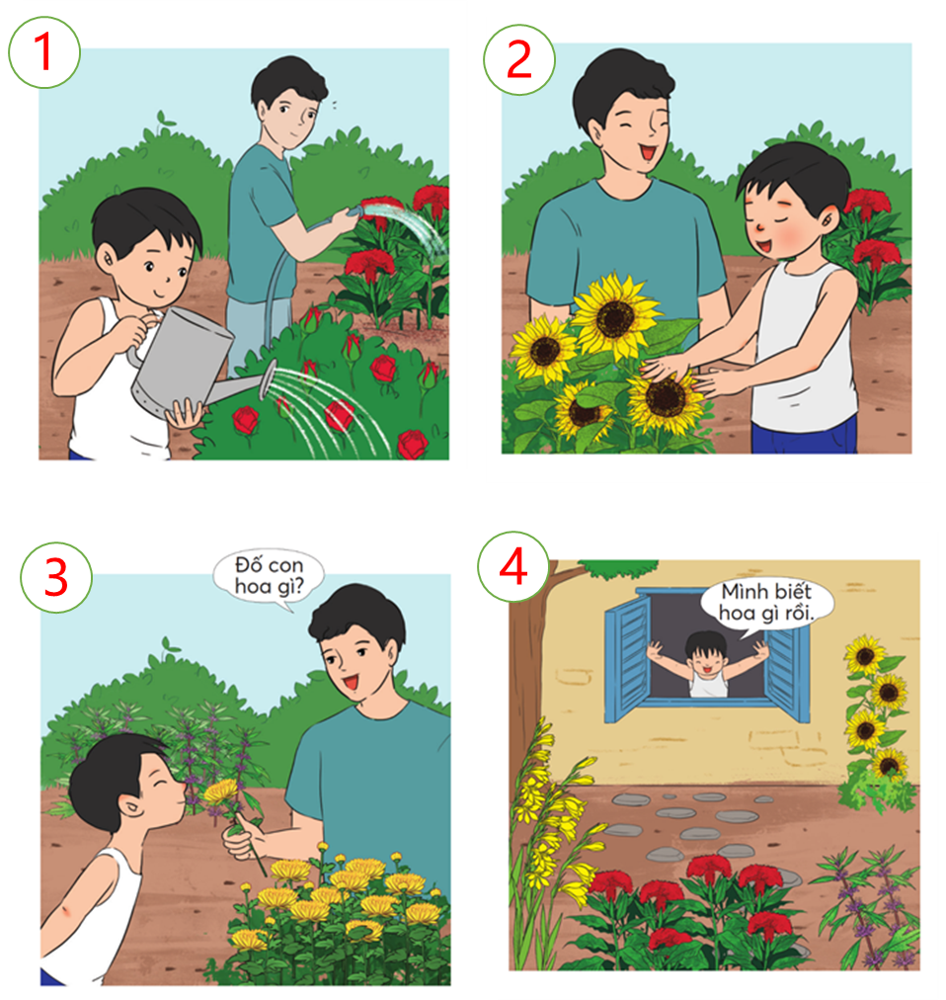 1
2
3
Đố con
hoa gì?
4
Mình biết
hoa gì rồi.